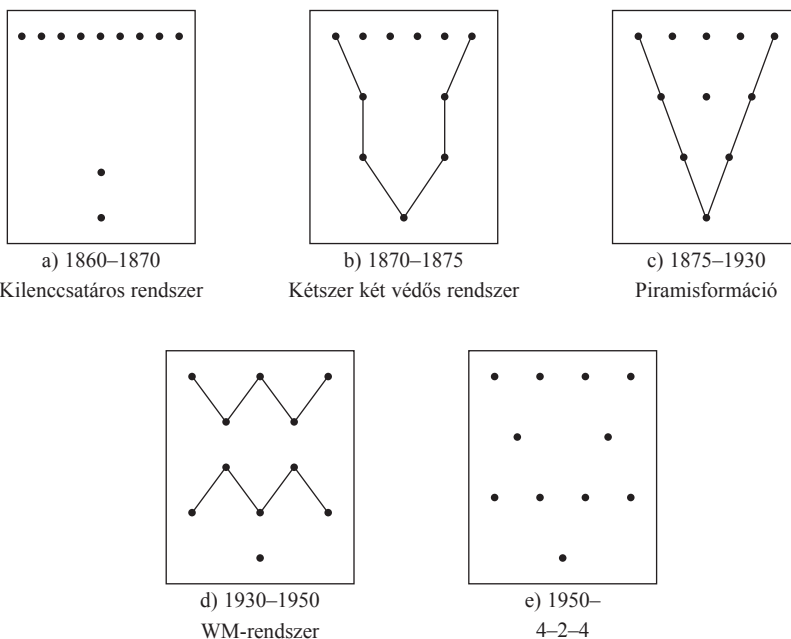 a) 1860–1870
Kilenccsatáros rendszer
b) 1870–1875
Kétszer két védős rendszer
c) 1875–1930
Piramisformáció
d) 1930–1950
WM-rendszer
e) 1950–
4–2–4